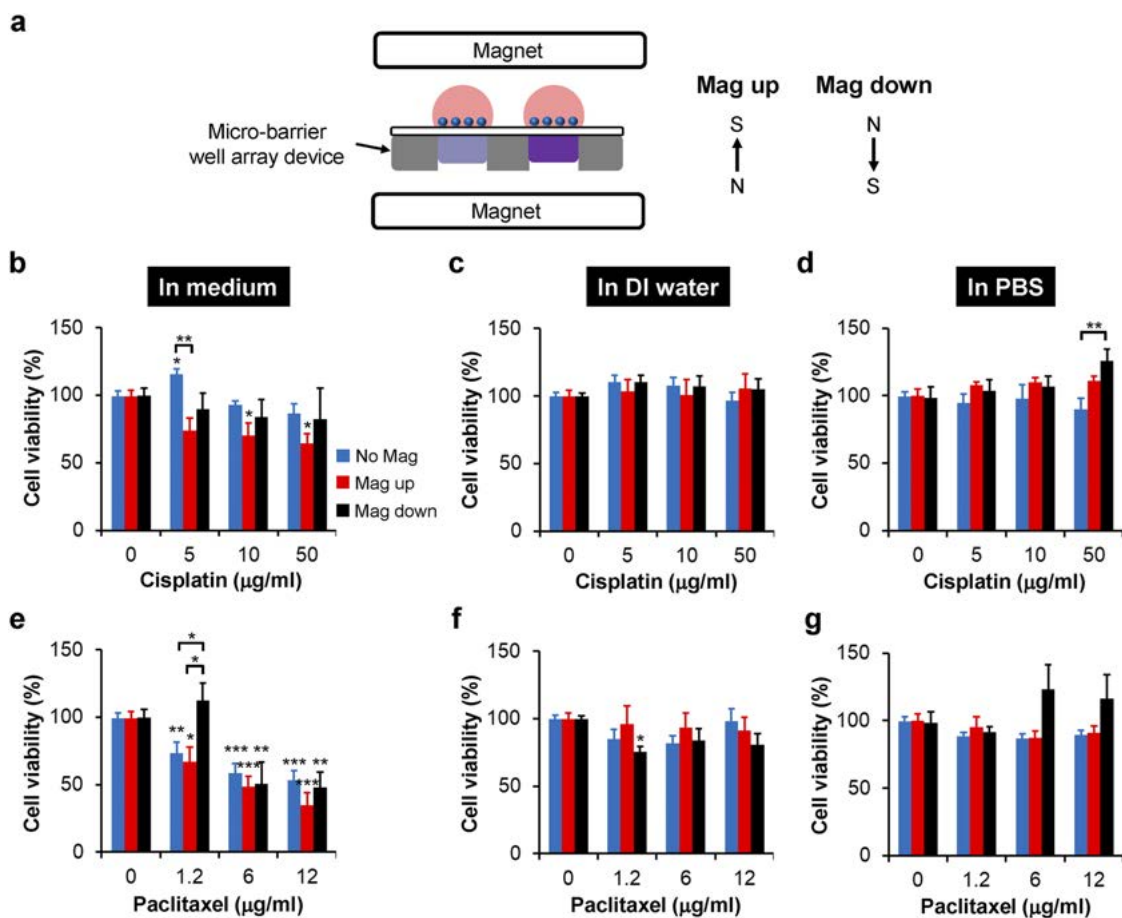 a
Magnet
Mag up Mag down
Micro-barrier
well array device
S N
N S
Magnet
b c d
In medium In DI water In PBS
150 150 150
** **
*
Cell viability (%) Cell viability (%) Cell viability (%)
100 100 100
* *
No Mag
Mag up
Mag down
50 50 50
0 0 0
0 5 10 50 0 5 10 50 0 5 10 50
Cisplatin (µg/ml) Cisplatin (µg/ml) Cisplatin (µg/ml)
e f g
150 150 150
*
*
Cell viability (%) Cell viability (%) Cell viability (%)
100 100 100
** * *** *** ** *** *** ** *
50 50 50
0 0 0
0 1.2 6 12 0 1.2 6 12 0 1.2 6 12
Paclitaxel (µg/ml) Paclitaxel (µg/ml) Paclitaxel (µg/ml)